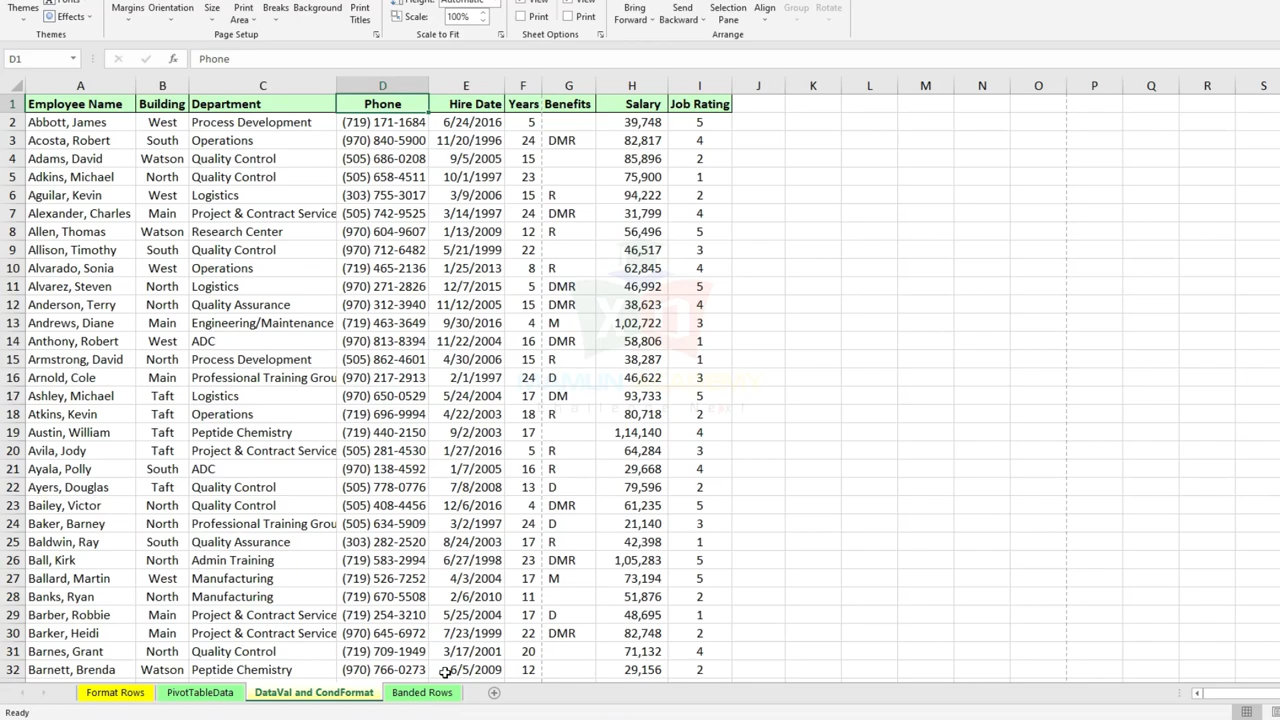 Themes Fonts Effects Themes
Margins Orientation Size Print Area Breaks Background Print Titles Page Setup
Height: Automatic Scale: 100% Scale to Fit
View View Print Print Sheet Options
Bring Forward Send Backward Selection Pane Align Group Rotate Arrange
D1 fx Phone
A B C D E F G H I J K L M N O P Q R S
1 Employee Name Building Department Phone Hire Date Years Benefits Salary Job Rating
2 Abbott, James West Process Development (719) 171-1684 6/24/2016 5 39,748 5
3 Acosta, Robert South Operations (970) 840-5900 11/20/1996 24 DMR 82,817 4
4 Adams, David Watson Quality Control (505) 686-0208 9/5/2005 15 85,896 2
5 Adkins, Michael North Quality Control (505) 658-4511 10/1/1997 23 75,900 1
6 Aguilar, Kevin West Logistics (303) 755-3017 3/9/2006 15 R 94,222 2
7 Alexander, Charles Main Project & Contract Service (505) 742-9525 3/14/1997 24 DMR 31,799 4
8 Allen, Thomas Watson Research Center (970) 604-9607 1/13/2009 12 R 56,496 5
9 Allison, Timothy South Quality Control (970) 712-6482 5/21/1999 22 46,517 3
10 Alvarado, Sonia West Operations (719) 465-2136 1/25/2013 8 R 62,845 4
11 Alvarez, Steven North Logistics (970) 271-2826 12/7/2015 5 DMR 46,992 5
12 Anderson, Terry North Quality Assurance (970) 312-3940 11/12/2005 15 DMR 38,623 4
13 Andrews, Diane Main Engineering/Maintenance (719) 463-3649 9/30/2016 4 M 1,02,722 3
14 Anthony, Robert West ADC (970) 813-8394 11/22/2004 16 DMR 58,806 1
15 Armstrong, David North Process Development (505) 862-4601 4/30/2006 15 R 38,287 1
16 Arnold, Cole Main Professional Training Grou (970) 217-2913 2/1/1997 24 D 46,622 3
17 Ashley, Michael Taft Logistics (970) 650-0529 5/24/2004 17 DM 93,733 5
18 Atkins, Kevin Taft Operations (719) 696-9994 4/22/2003 18 R 80,718 2
19 Austin, William Taft Peptide Chemistry (719) 440-2150 9/2/2003 17 1,14,140 4
20 Avila, Jody Taft Project & Contract Service (505) 281-4530 1/27/2016 5 R 64,284 3
21 Ayala, Polly South ADC (970) 138-4592 1/7/2005 16 R 29,668 4
22 Ayers, Douglas Taft Quality Control (505) 778-0776 7/8/2008 13 D 79,596 2
23 Bailey, Victor North Quality Control (505) 408-4456 12/6/2016 4 DMR 61,235 5
24 Baker, Barney North Professional Training Grou (505) 634-5909 3/2/1997 24 D 21,140 3
25 Baldwin, Ray South Quality Assurance (303) 282-2520 8/24/2003 17 R 42,398 1
26 Ball, Kirk North Admin Training (719) 583-2994 6/27/1998 23 DMR 1,05,283 5
27 Ballard, Martin West Manufacturing (719) 526-7252 4/3/2004 17 M 73,194 5
28 Banks, Ryan North Manufacturing (719) 670-5508 2/6/2010 11 51,876 2
29 Barber, Robbie Main Project & Contract Service (719) 254-3210 5/25/2004 17 D 48,695 1
30 Barker, Heidi Main Project & Contract Service (970) 645-6972 7/23/1999 22 DMR 82,748 2
31 Barnes, Grant North Quality Control (719) 709-1949 3/17/2001 20 71,132 4
32 Barnett, Brenda Watson Peptide Chemistry (970) 766-0273 6/5/2009 12 29,156 2
Format Rows PivotTableData DataVal and CondFormat Banded Rows
Ready